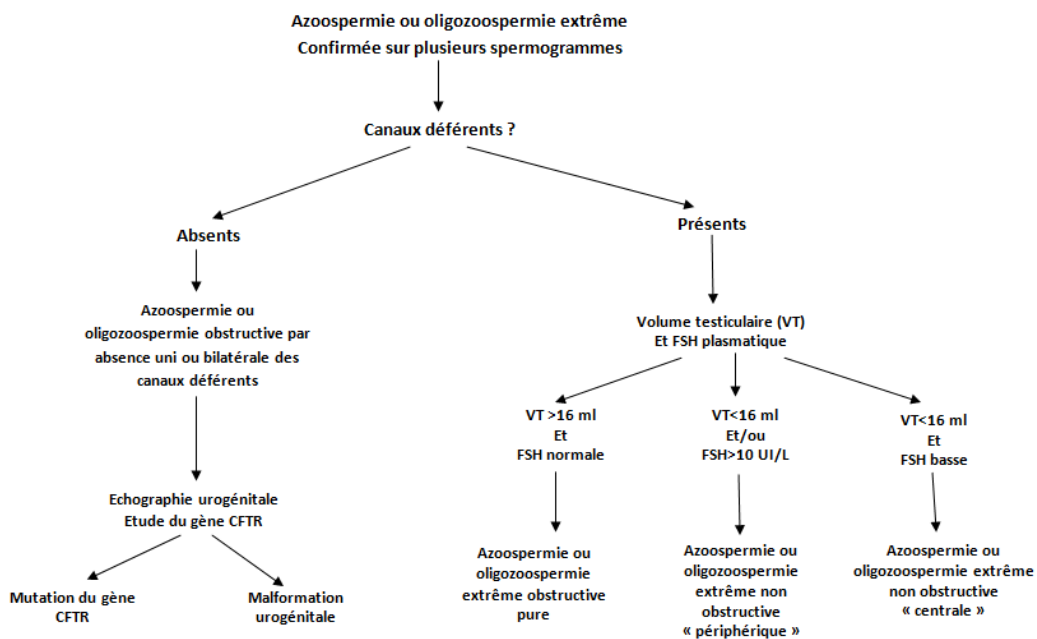 Azoospermie ou oligozoospermie extrême
Confirmée sur plusieurs spermogrammes
Canaux déférents ?
Absents
Présents
Azoospermie ou
oligozoospermie obstructive par
absence uni ou bilatérale des
canaux déférents
Volume testiculaire (VT)
Et FSH plasmatique
VT >16 ml
Et
FSH normale
VT<16 ml
Et/ou
FSH>10 UI/L
VT<16 ml
Et
FSH basse
Echographie urogénitale
Etude du gène CFTR
Mutation du gène
CFTR
Malformation
urogénitale
Azoospermie ou
oligozoospermie
extrême obstructive
pure
Azoospermie ou
oligozoospermie
extrême non
obstructive
« périphérique »
Azoospermie ou
oligozoospermie extrême
non obstructive
« centrale »